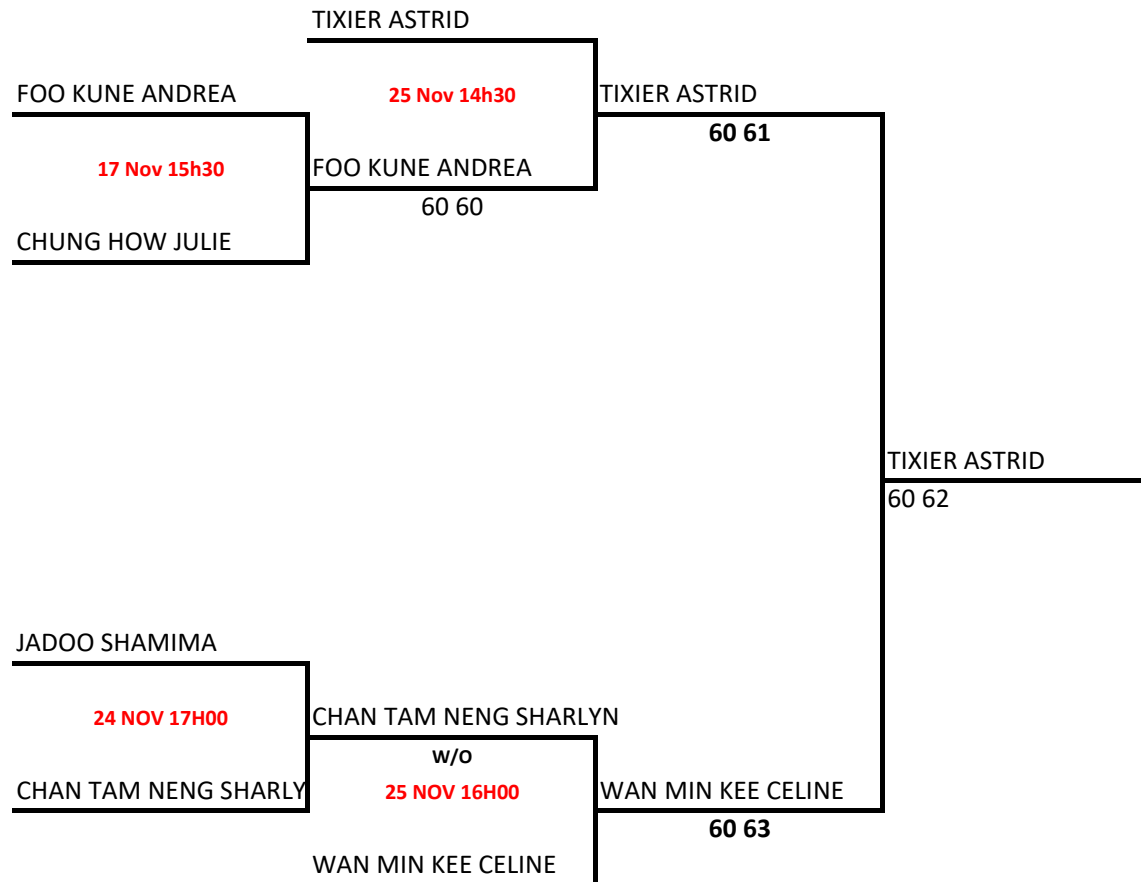 TIXIER ASTRID
FOO KUNE ANDREA
25 Nov 14h30
TIXIER ASTRID
60 61
17 Nov 15h30
FOO KUNE ANDREA
60 60
CHUNG HOW JULIE
TIXIER ASTRID
60 62
JADOO SHAMIMA
24 NOV 17H00
CHAN TAM NENG SHARLYN
W/O
CHAN TAM NENG SHARLY
25 NOV 16H00
WAN MIN KEE CELINE
60 63
WAN MIN KEE CELINE